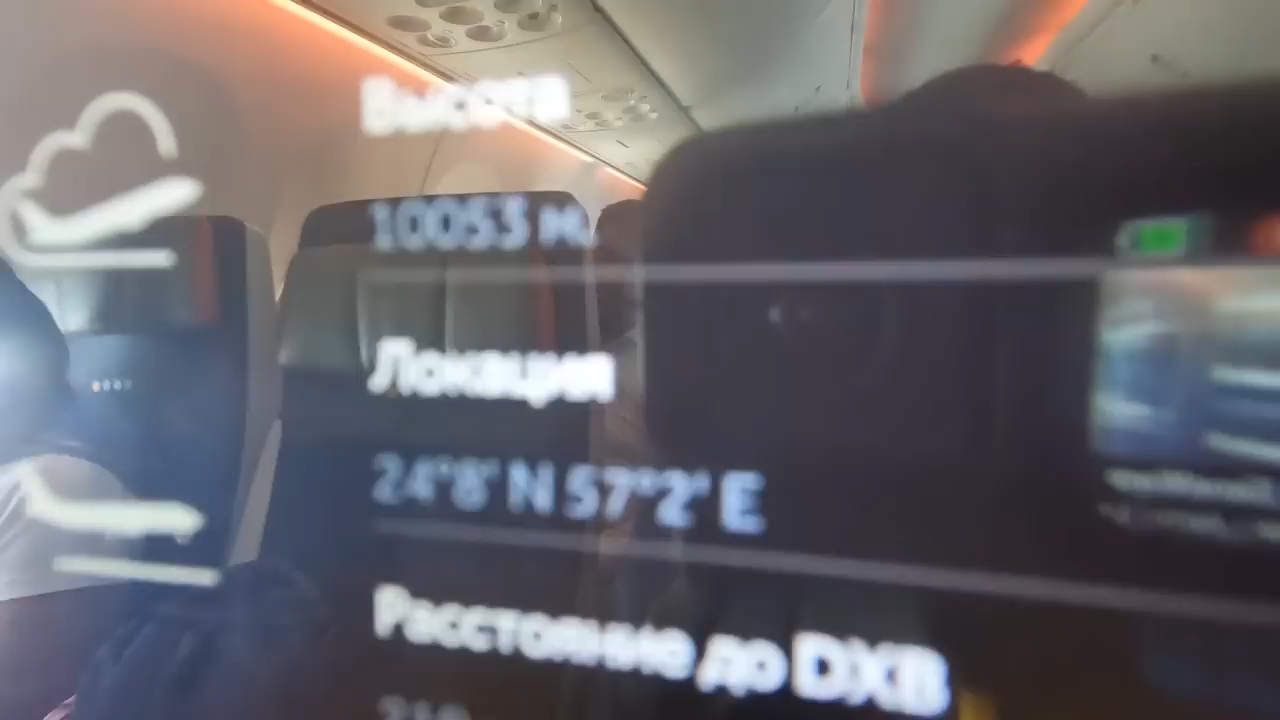 Высота
10053 м.
Локация
24°8' N 57°2' E
Расстояние до DXB